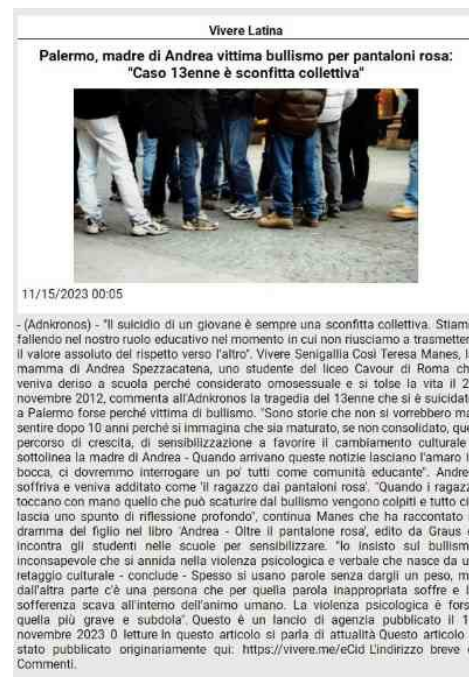 Vivere Latina
Palermo, madre di Andrea vittima bullismo per pantaloni rosa:
"Caso 13enne è sconfitta collettiva"
11/15/2023 00:05
- (Adnkronos) - "Il suicidio di un giovane è sempre una sconfitta collettiva. Stiam
fallendo nel nostro ruolo educativo nel momento in cui non riusciamo a trasmetter
il valore assoluto del rispetto verso l'altro". Vivere Senigallia Così Teresa Manes, l
mamma di Andrea Spezzacatena, uno studente del liceo Cavour di Roma ch
veniva deriso a scuola perché considerato omosessuale e si tolse la vita il 2
novembre 2012, commenta all'Adnkronos la tragedia del 13enne che si è suicidat
a Palermo forse perché vittima di bullismo. "Sono storie che non si vorrebbero ma
sentire dopo 10 anni perché si immagina che sia maturato, se non consolidato, que
percorso di crescita, di sensibilizzazione a favorire il cambiamento culturale
sottolinea la madre di Andrea - Quando arrivano queste notizie lasciano l'amaro i
bocca, ci dovremmo interrogare un po' tutti come comunità educante". Andre
soffriva e veniva additato come 'il ragazzo dai pantaloni rosa'. "Quando i ragazz
toccano con mano quello che può scaturire dal bullismo vengono colpiti e tutto ci
lascia uno spunto di riflessione profondo", continua Manes che ha raccontato i
dramma del figlio nel libro 'Andrea - Oltre il pantalone rosa', edito da Graus e
incontra gli studenti nelle scuole per sensibilizzare. "Io insisto sul bullism
inconsapevole che si annida nella violenza psicologica e verbale che nasce da u
retaggio culturale - conclude - Spesso si usano parole senza dargli un peso, m
dall'altra parte c'è una persona che per quella parola inappropriata soffre e l
sofferenza scava all'interno dell'animo umano. La violenza psicologica è fors
quella più grave e subdola". Questo è un lancio di agenzia pubblicato il 1
novembre 2023 0 letture In questo articolo si parla di attualità Questo articolo
stato pubblicato originariamente qui: https://vivere.me/eCid L'indirizzo breve
Commenti.